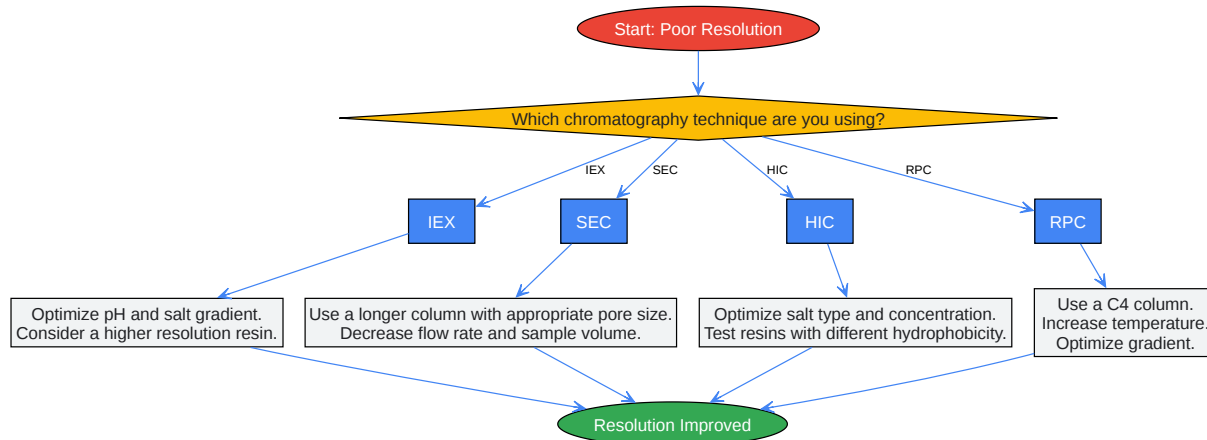 Start: Poor Resolution
Which chromatography technique are you using?
IEX
SEC
HIC
RPC
IEX
SEC
HIC
RPC
Optimize pH and salt gradient.
Consider a higher resolution resin.
Use a longer column with appropriate pore size.
Decrease flow rate and sample volume.
Optimize salt type and concentration.
Test resins with different hydrophobicity.
Use a C4 column.
Increase temperature.
Optimize gradient.
Resolution Improved